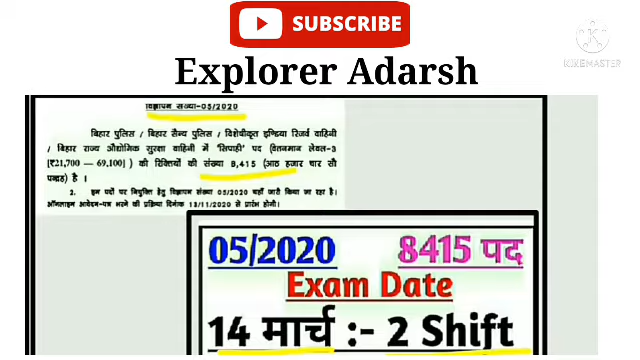 SUBSCRIBE
KINEMASTER
Explorer Adarsh
विज्ञापन संख्या-05/2020
बिहार पुलिस / बिहार सैन्य पुलिस / विशेषीकृत इण्डिया रिजर्व वाहिनी
/ बिहार राज्य औद्योगिक सुरक्षा वाहिनी में 'सिपाही' पद (वेतनमान लेवल-3
[₹21,700 — 69,100] ) की रिक्तियों की संख्या 8,415 (आठ हजार चार सौ
पन्द्रह) है ।
2. इन पदों पर नियुक्ति हेतु विज्ञापन संख्या 05/2020 यहाँ जारी किया जा रहा है।
ऑनलाइन आवेदन-पत्र भरने की प्रक्रिया दिनांक 13/11/2020 से प्रारंभ होगी।
05/2020 8415 पद
Exam Date
14 मार्च :- 2 Shift